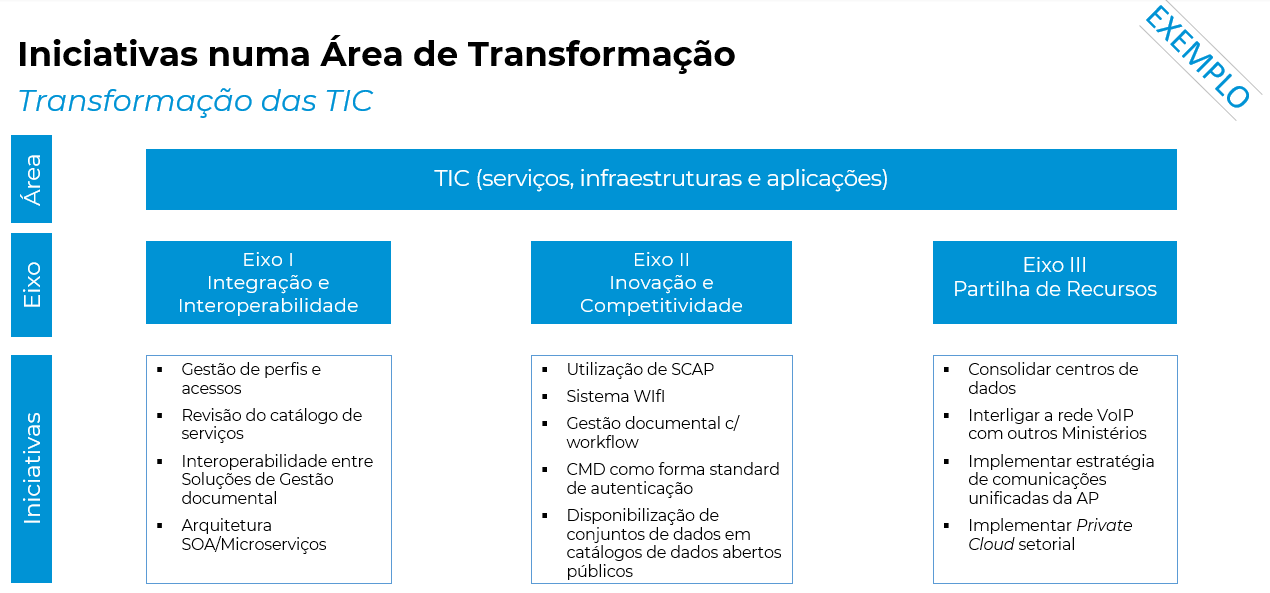 Iniciativas numa Área de Transformação
EXEMPLO
Transformação das TIC
Área
TIC (serviços, infraestruturas e aplicações)
Eixo
Eixo I
Integração e
Interoperabilidade
Eixo II
Inovação e
Competitividade
Eixo III
Partilha de Recursos
Iniciativas
▪ Gestão de perfis e
acessos
▪ Revisão do catálogo de
serviços
▪ Interoperabilidade entre
Soluções de Gestão
documental
▪ Arquitetura
SOA/Microserviços
▪ Utilização de SCAP
▪ Sistema WIfI
▪ Gestão documental c/
workflow
▪ CMD como forma standard
de autenticação
▪ Disponibilização de
conjuntos de dados em
catálogos de dados abertos
públicos
▪ Consolidar centros de
dados
▪ Interligar a rede VoIP
com outros Ministérios
▪ Implementar estratégia
de comunicações
unificadas da AP
▪ Implementar Private
Cloud setorial